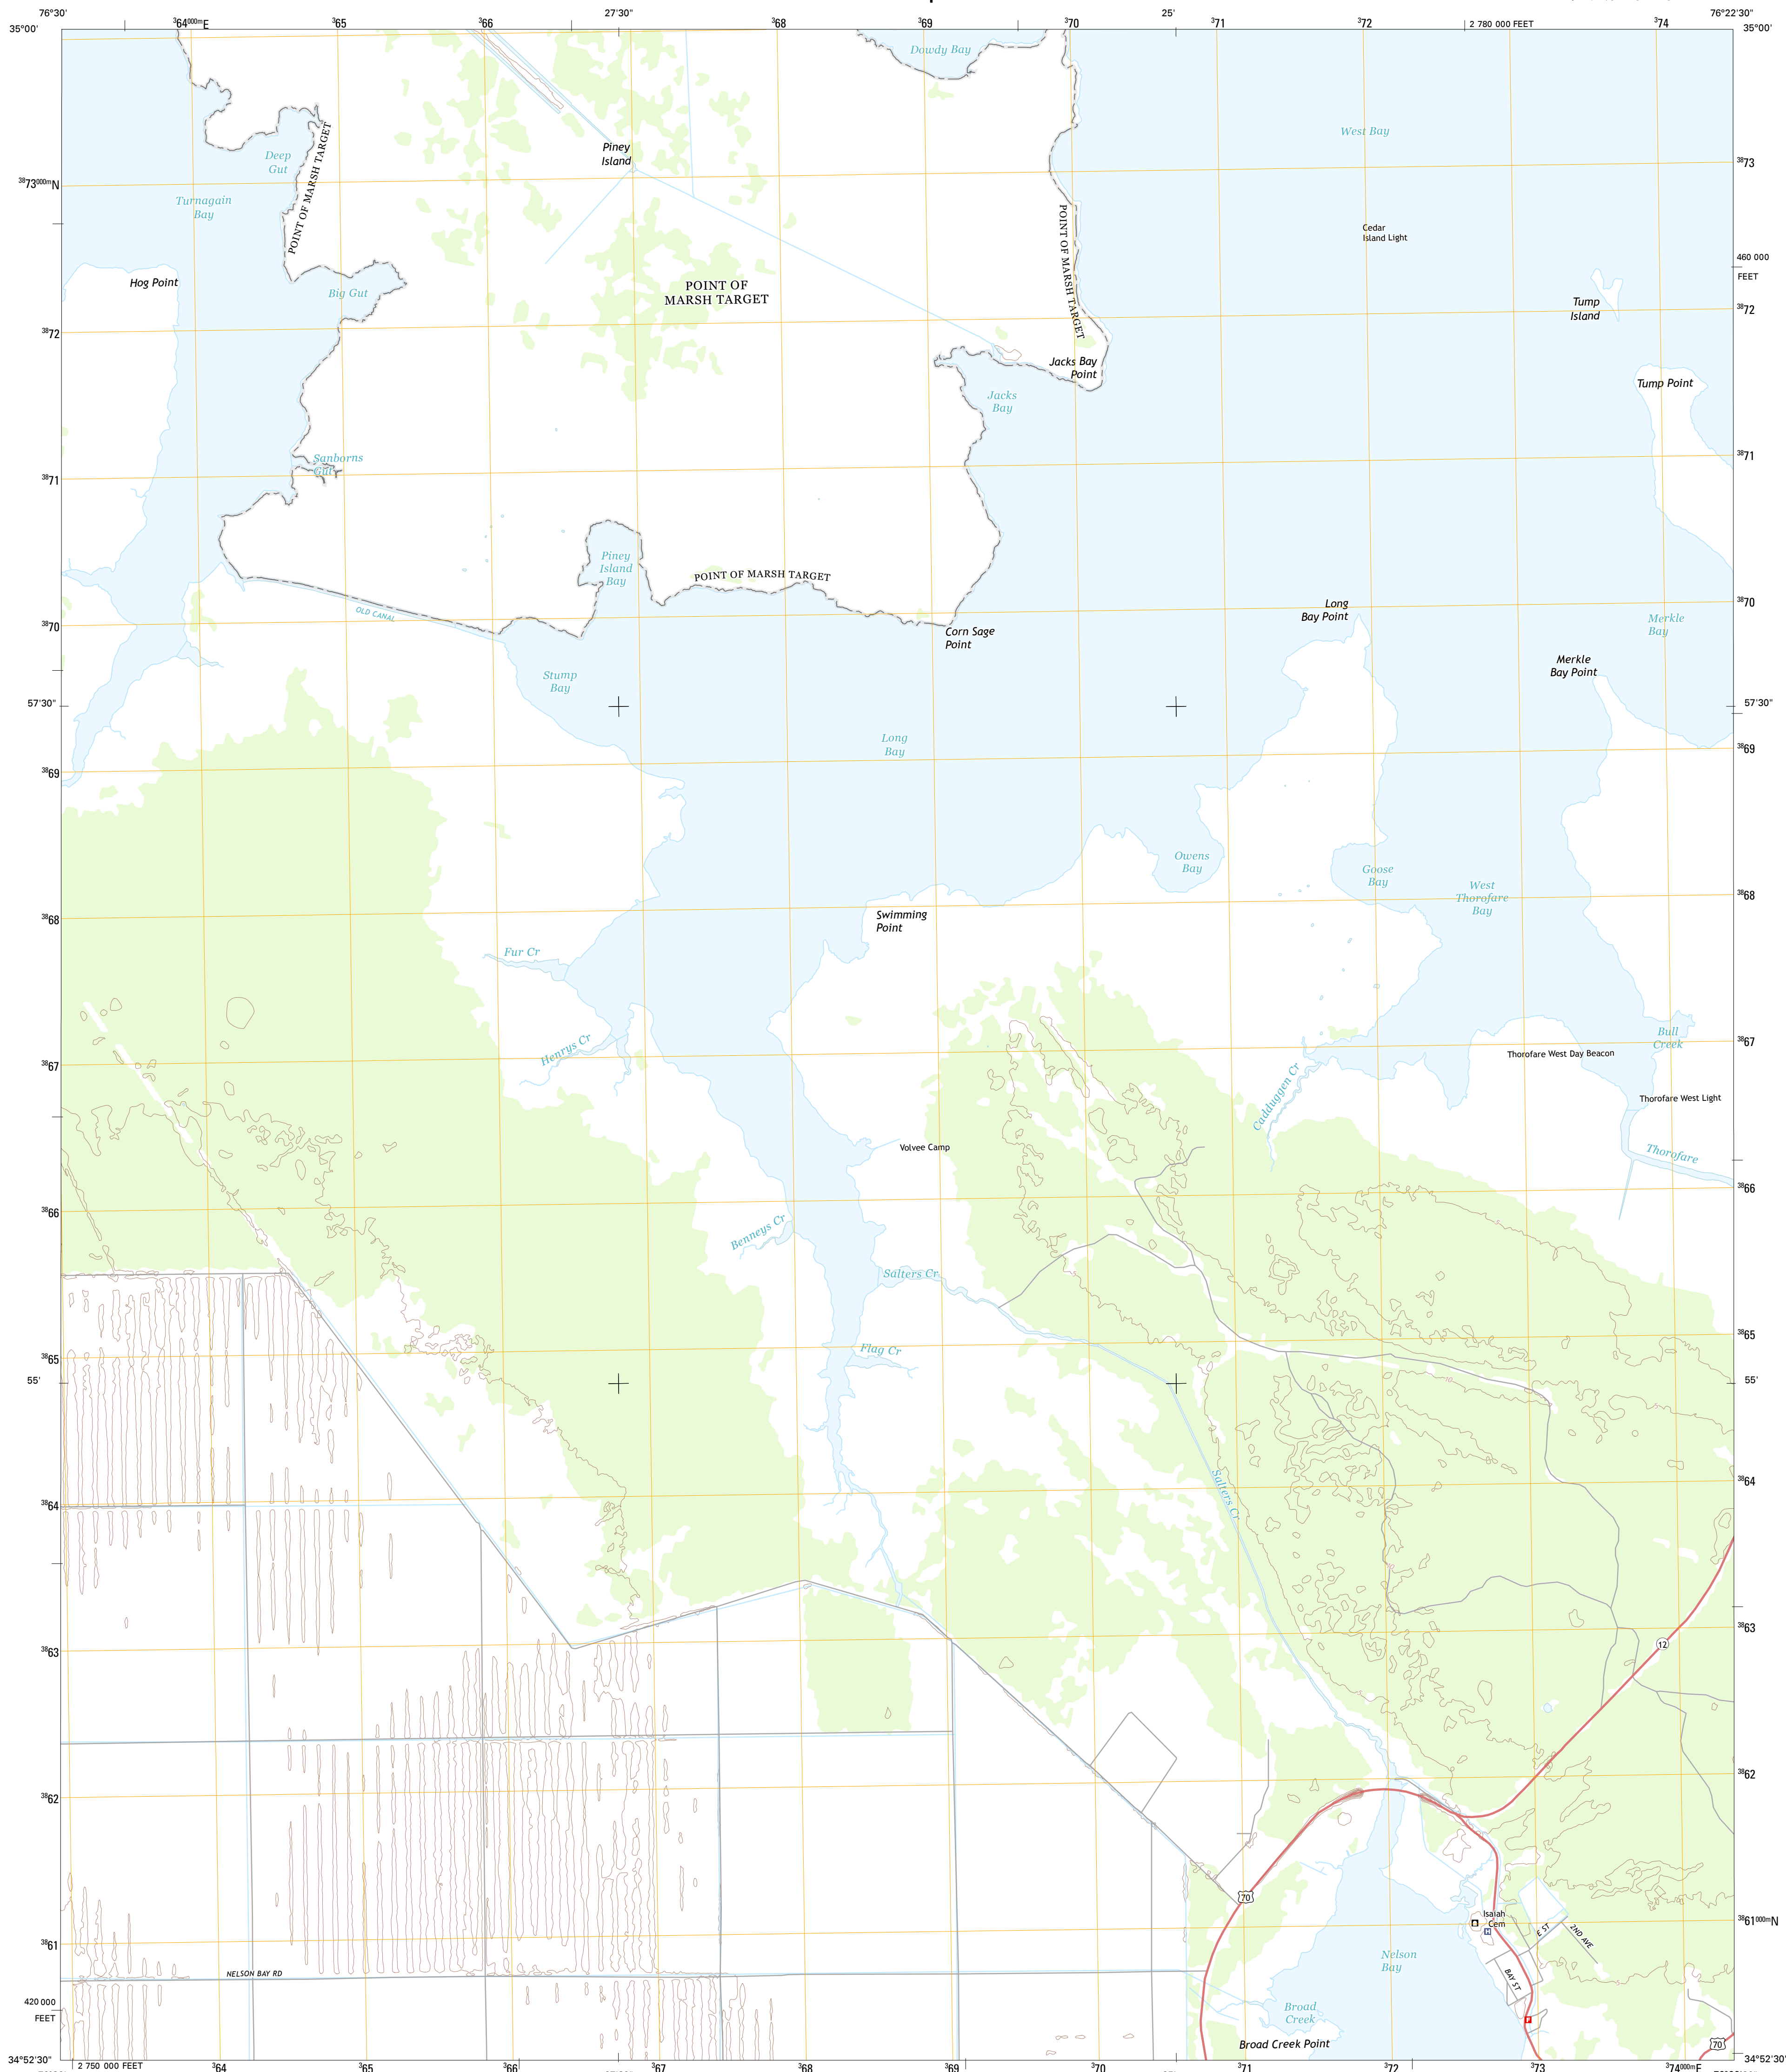 76°30'
³64⁰⁰⁰ᵐE
³65
³66
27'30"
³68
³69
³70
25'
³71
³72
2 780 000 FEET
³74
76°22'30"
35°00'
35°00'
Dowdy Bay
West Bay
Piney
Island
Deep
Gut
POINT OF MARSH TARGET
³⁸73⁰⁰⁰ᵐN
³⁸73
Turnagain
Bay
POINT OF MARSH TARGET
Cedar
Island Light
460 000
FEET
Hog Point
Big Gut
POINT OF
MARSH TARGET
Tump
Island
³⁸72
³⁸72
Jacks Bay
Point
Tump Point
Jacks
Bay
Sanborns
Gut
³⁸71
³⁸71
Piney
Island
Bay
POINT OF MARSH TARGET
OLD CANAL
Long
Bay Point
³⁸70
³⁸70
Merkle
Bay
Corn Sage
Point
Merkle
Bay Point
Stump
Bay
57'30"
57'30"
Long
Bay
³⁸69
³⁸69
Owens
Bay
Goose
Bay
West
Thorofare
Bay
³⁸68
³⁸68
Swimming
Point
Fur Cr
Henrys Cr
Bull
Creek
³⁸67
³⁸67
Thorofare West Day Beacon
Cadduggen Cr
Thorofare West Light
Volvee Camp
Thorofare
³⁸66
³⁸66
Benneys Cr
Salters Cr
Flag Cr
³⁸65
³⁸65
55'
55'
Salters Cr
³⁸64
³⁸64
³⁸63
³⁸63
12
³⁸62
³⁸62
70
Isaiah
Cem
³⁸61
³⁸61⁰⁰⁰ᵐN
E ST
2ND AVE
Nelson
Bay
NELSON BAY RD
BAY ST
420 000
FEET
Broad
Creek
Broad Creek Point
70
34°52'30"
34°52'30"
2 750 000 FEET
³64
³65
³66
³67
³68
³69
³70
³71
³72
³73
³74⁰⁰⁰ᵐE